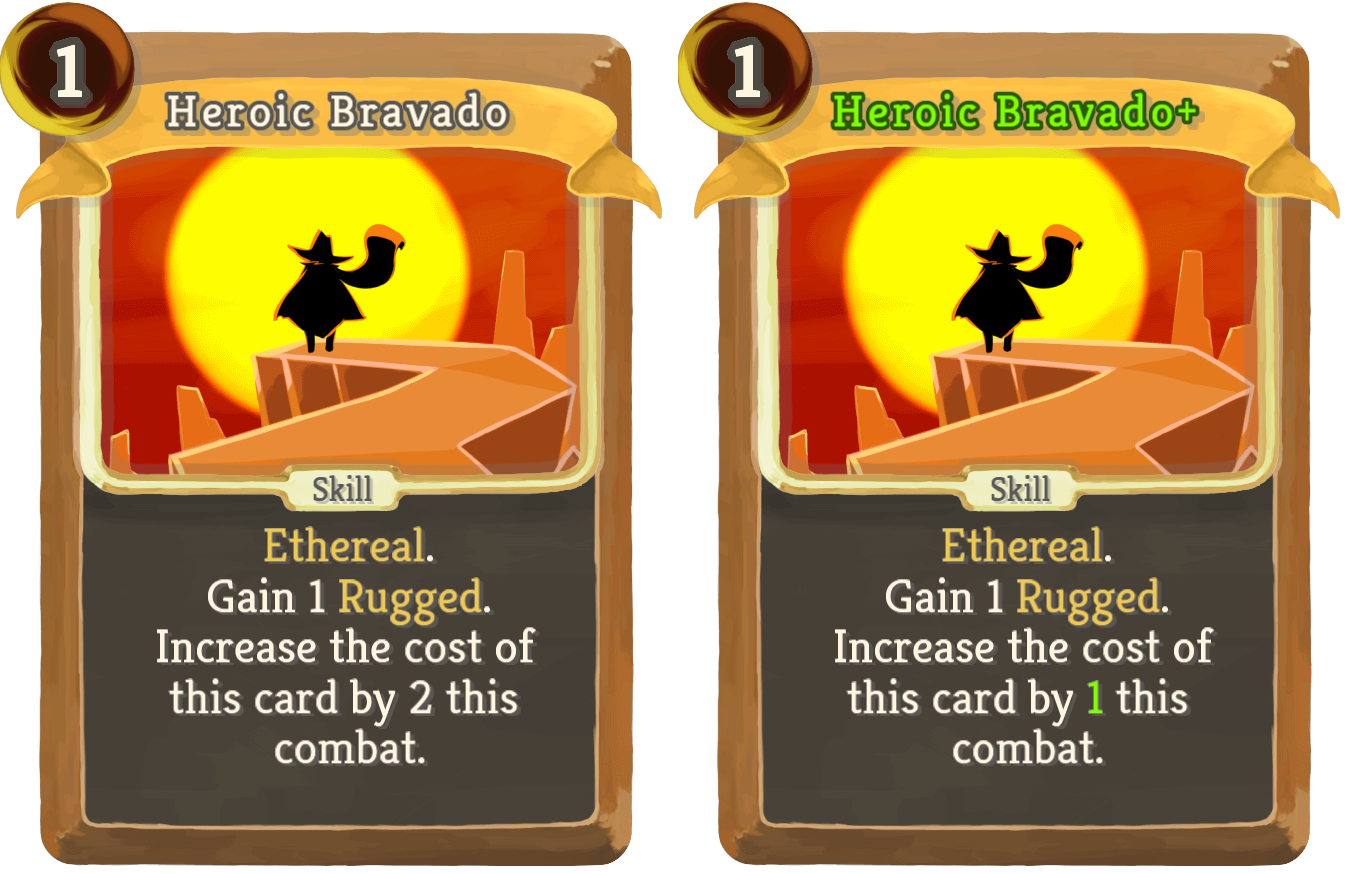 1
Heroic Bravado
Skill
Ethereal.
Gain 1 Rugged.
Increase the cost of
this card by 2 this
combat.
1
Heroic Bravado+
Skill
Ethereal.
Gain 1 Rugged.
Increase the cost of
this card by 1 this
combat.